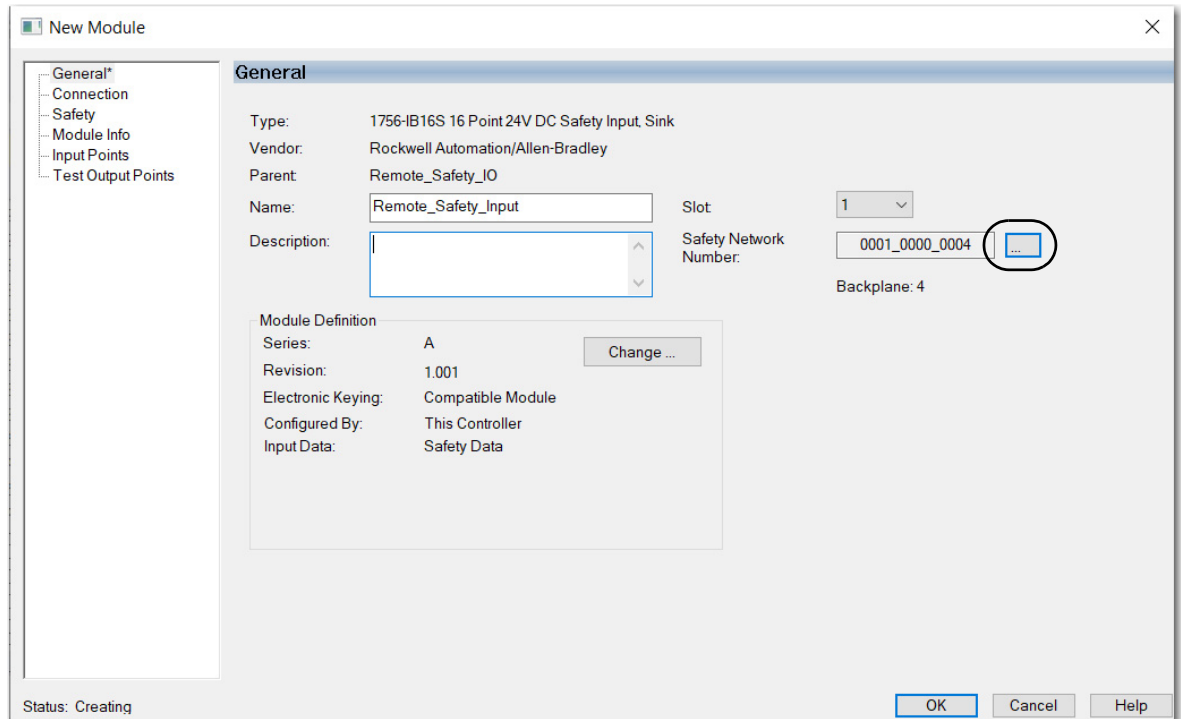 New Module
General*
Connection
Safety
Module Info
Input Points
Test Output Points
General
Type: 1756-IB16S 16 Point 24V DC Safety Input, Sink
Vendor: Rockwell Automation/Allen-Bradley
Parent: Remote_Safety_IO
Name: Remote_Safety_Input Slot: 1
Description: Safety Network Number: 0001_0000_0004 ...
Backplane: 4
Module Definition
Series: A Change ...
Revision: 1.001
Electronic Keying: Compatible Module
Configured By: This Controller
Input Data: Safety Data
Status: Creating OK Cancel Help